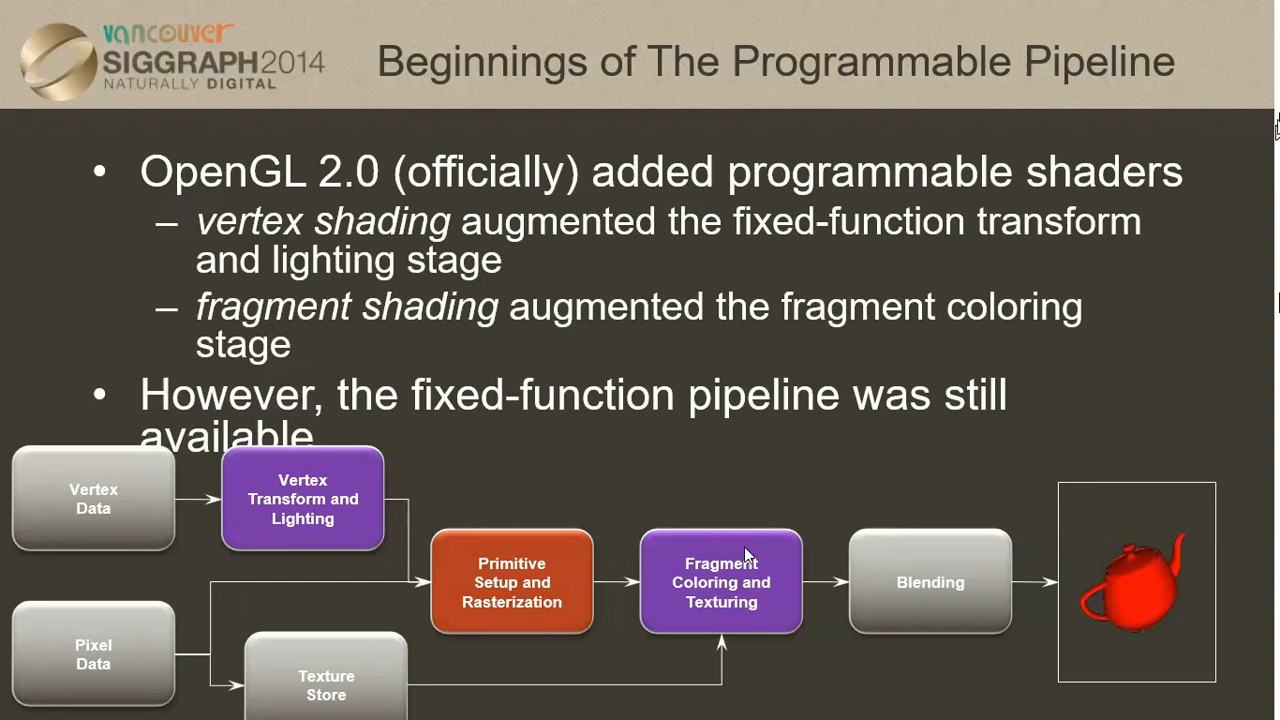 vancouver
SIGGRAPH2014
NATURALLY DIGITAL
Beginnings of The Programmable Pipeline
• OpenGL 2.0 (officially) added programmable shaders
– vertex shading augmented the fixed-function transform
and lighting stage
– fragment shading augmented the fragment coloring
stage
• However, the fixed-function pipeline was still
available
Vertex
Data
Vertex
Transform and
Lighting
Primitive
Setup and
Rasterization
Fragment
Coloring and
Texturing
Blending
Pixel
Data
Texture
Store